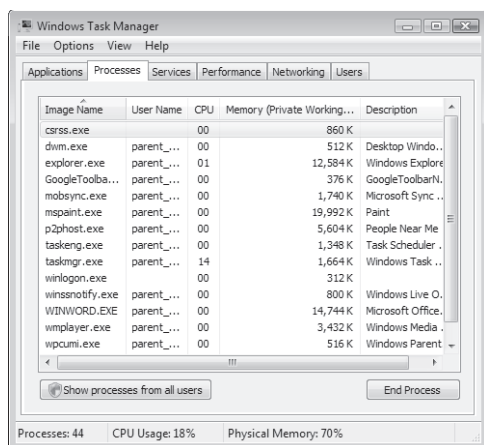 Windows Task Manager
File Options View Help
Applications Processes Services Performance Networking Users
Image Name User Name CPU Memory (Private Working... Description
csrss.exe 00 860 K
dwm.exe parent_... 00 512 K Desktop Windo..
explorer.exe parent_... 01 12,584 K Windows Explore
GoogleToolba... parent_... 00 376 K GoogleToolbarN.
mobsync.exe parent_... 00 1,740 K Microsoft Sync ..
mspaint.exe parent_... 00 19,992 K Paint
p2phost.exe parent_... 00 5,604 K People Near Me
taskeng.exe parent_... 00 1,348 K Task Scheduler .
taskmgr.exe parent_... 14 1,664 K Windows Task ..
winlogon.exe 00 312 K
winssnotify.exe parent_... 00 800 K Windows Live O.
WINWORD.EXE parent_... 00 14,744 K Microsoft Office.
wmplayer.exe parent_... 00 3,432 K Windows Media .
wpcumi.exe parent_... 00 516 K Windows Parent
Show processes from all users End Process
Processes: 44 CPU Usage: 18% Physical Memory: 70%